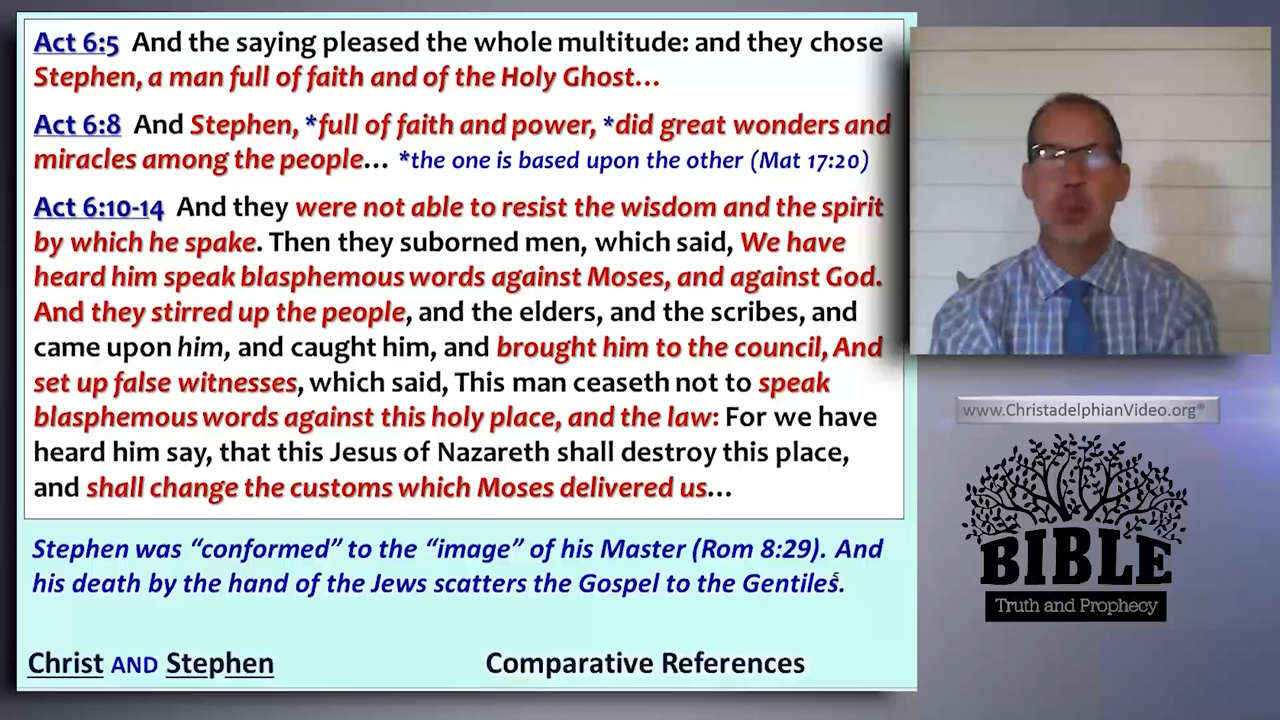 Act 6:5 And the saying pleased the whole multitude: and they chose
Stephen, a man full of faith and of the Holy Ghost…
Act 6:8 And Stephen, *full of faith and power, *did great wonders and
miracles among the people… *the one is based upon the other (Mat 17:20)
Act 6:10-14 And they were not able to resist the wisdom and the spirit
by which he spake. Then they suborned men, which said, We have
heard him speak blasphemous words against Moses, and against God.
And they stirred up the people, and the elders, and the scribes, and
came upon him, and caught him, and brought him to the council, And
set up false witnesses, which said, This man ceaseth not to speak
blasphemous words against this holy place, and the law: For we have
heard him say, that this Jesus of Nazareth shall destroy this place,
and shall change the customs which Moses delivered us…
Stephen was “conformed” to the “image” of his Master (Rom 8:29). And
his death by the hand of the Jews scatters the Gospel to the Gentiles.
Christ AND Stephen Comparative References
www.ChristadelphianVideo.org®
BIBLE
Truth and Prophecy